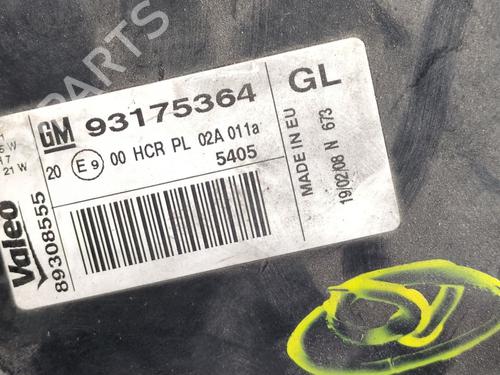 GM 93175364
GL
20 E9 00 HCR PL 02A 011a
5405
MADE IN EU
19/02/08 N 673
Valeo
89308555
21 W
PARTS